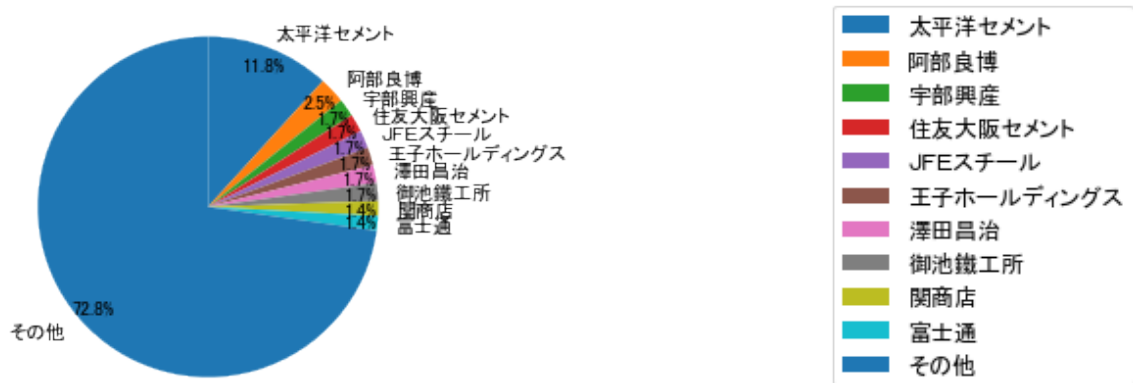 太平洋セメント
11.8%
阿部良博
2.5%
宇部興産
1.7%
住友大阪セメント
1.7%
JFEスチール
1.7%
王子ホールディングス
1.7%
澤田昌治
1.7%
御池鐵工所
1.7%
関商店
1.4%
富士通
1.4%
72.8%
その他
太平洋セメント
阿部良博
宇部興産
住友大阪セメント
JFEスチール
王子ホールディングス
澤田昌治
御池鐵工所
関商店
富士通
その他